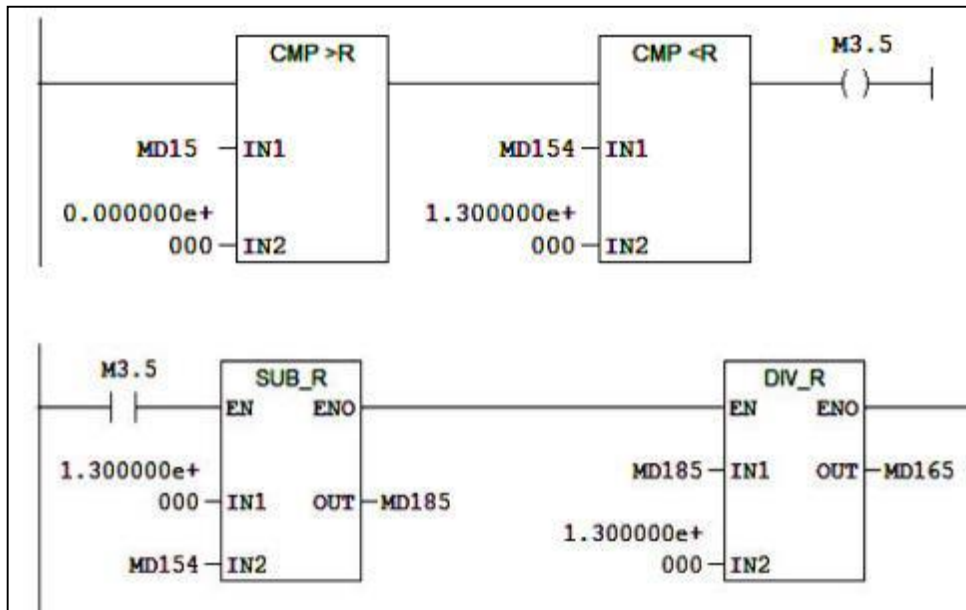 CMP >R
CMP <R
M3.5
( )
MD15
IN1
MD154
IN1
0.000000e+
000
IN2
1.300000e+
000
IN2
M3.5
SUB_R
DIV_R
EN ENO
EN ENO
1.300000e+
000
IN1
OUT
MD185
MD185
IN1
OUT
MD165
MD154
IN2
1.300000e+
000
IN2